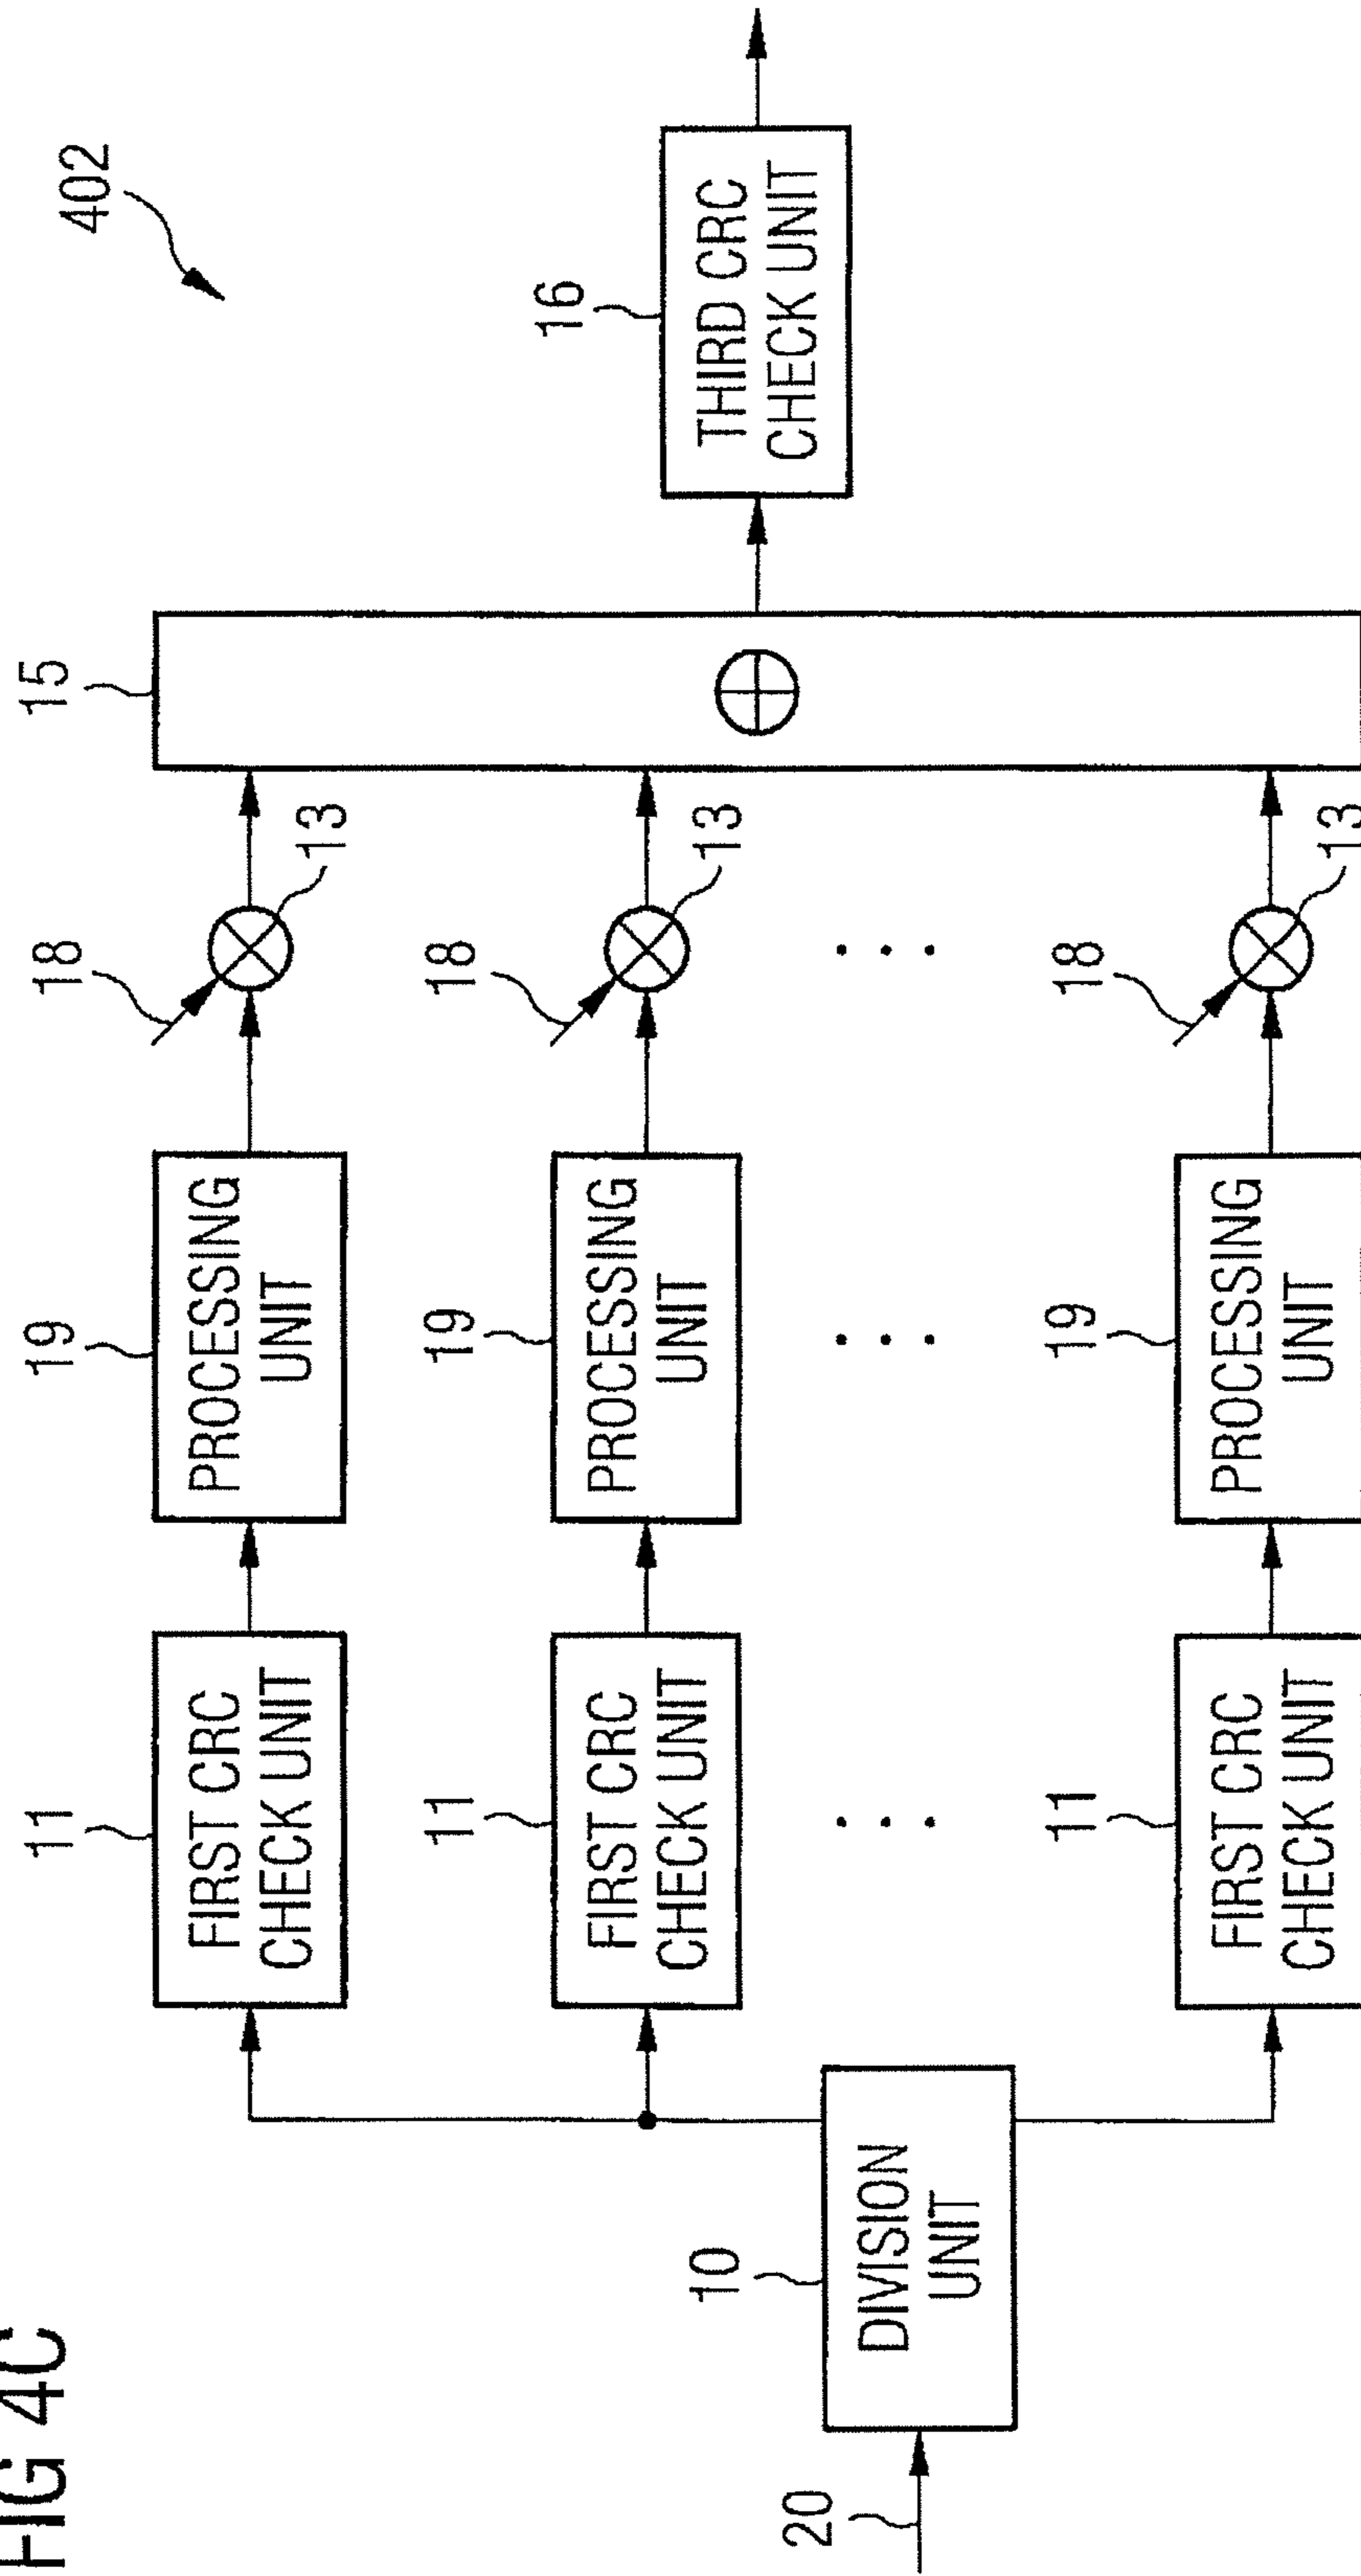 FIG 4C
402
20
10
DIVISION
UNIT
11
FIRST CRC
CHECK UNIT
19
PROCESSING
UNIT
18
13
15
11
FIRST CRC
CHECK UNIT
19
PROCESSING
UNIT
18
13
16
THIRD CRC
CHECK UNIT
11
FIRST CRC
CHECK UNIT
19
PROCESSING
UNIT
18
13